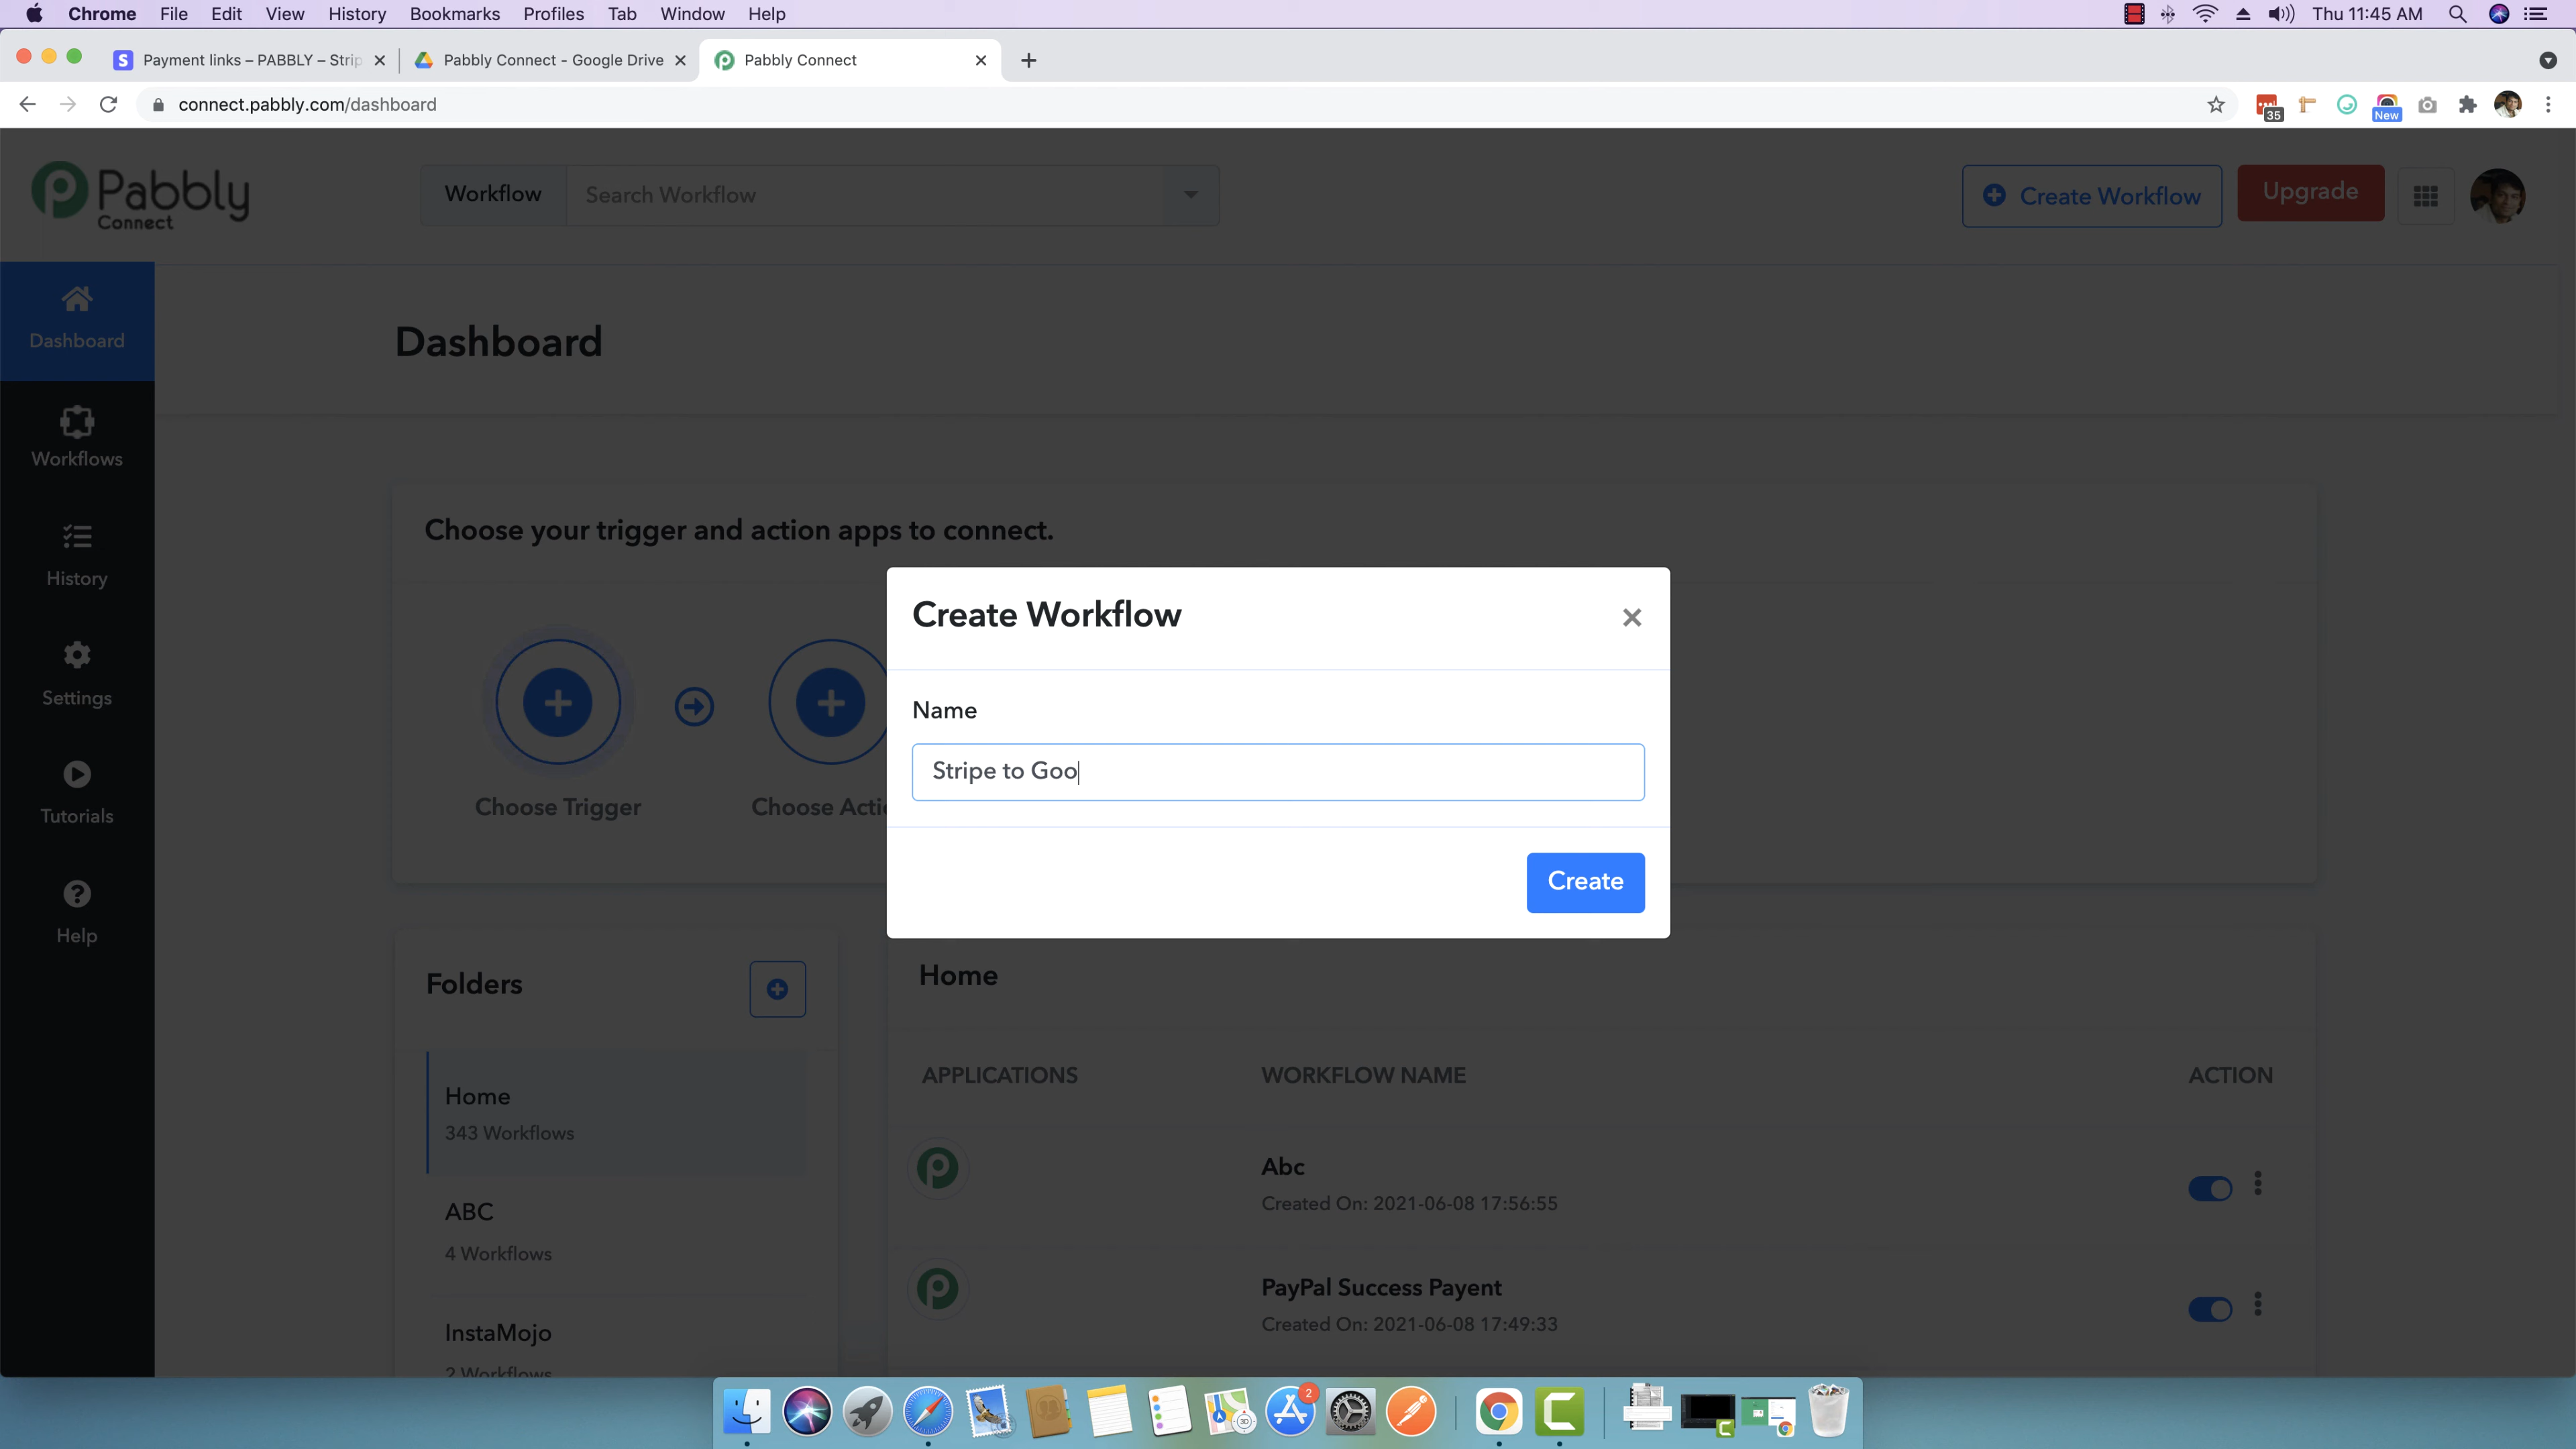 Chrome File Edit View History Bookmarks Profiles Tab Window Help Thu 11:45 AM
Payment links – PABBLY – Strip Pabbly Connect - Google Drive Pabbly Connect
connect.pabbly.com/dashboard 35 New
Pabbly
Connect
Workflow Search Workflow Create Workflow Upgrade
Dashboard
Workflows
History
Settings
Tutorials
Help
Dashboard
Choose your trigger and action apps to connect.
Choose Trigger Choose Acti
Create Workflow
Name
Stripe to Goo
Create
Folders
Home
343 Workflows
ABC
4 Workflows
InstaMojo
2 Workflows
Home
APPLICATIONS WORKFLOW NAME ACTION
Abc
Created On: 2021-06-08 17:56:55
PayPal Success Payent
Created On: 2021-06-08 17:49:33
3D
2